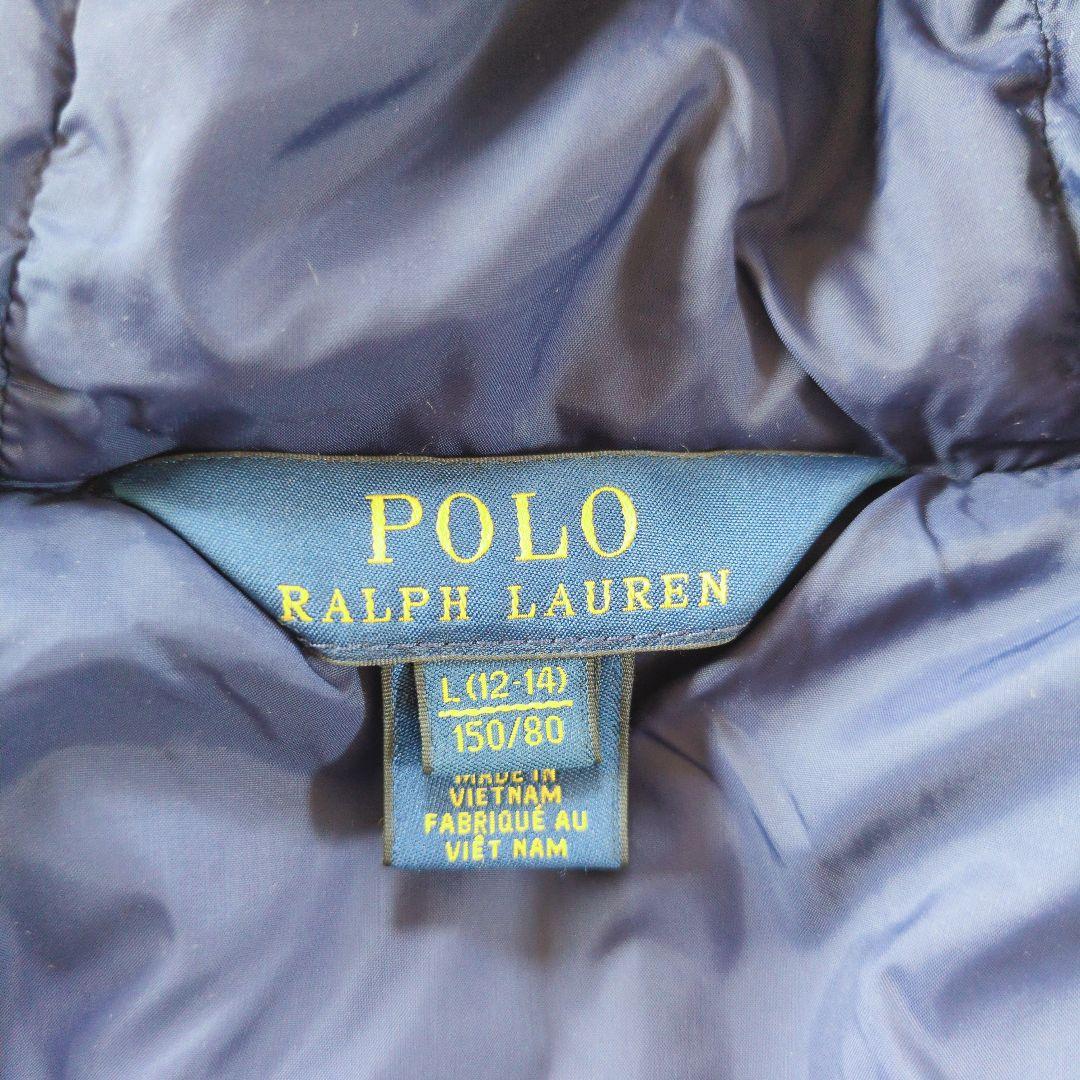 POLO
RALPH LAUREN
L (12-14)
150/80
MADE IN
VIETNAM
FABRIQUÉ AU
VIÊT NAM